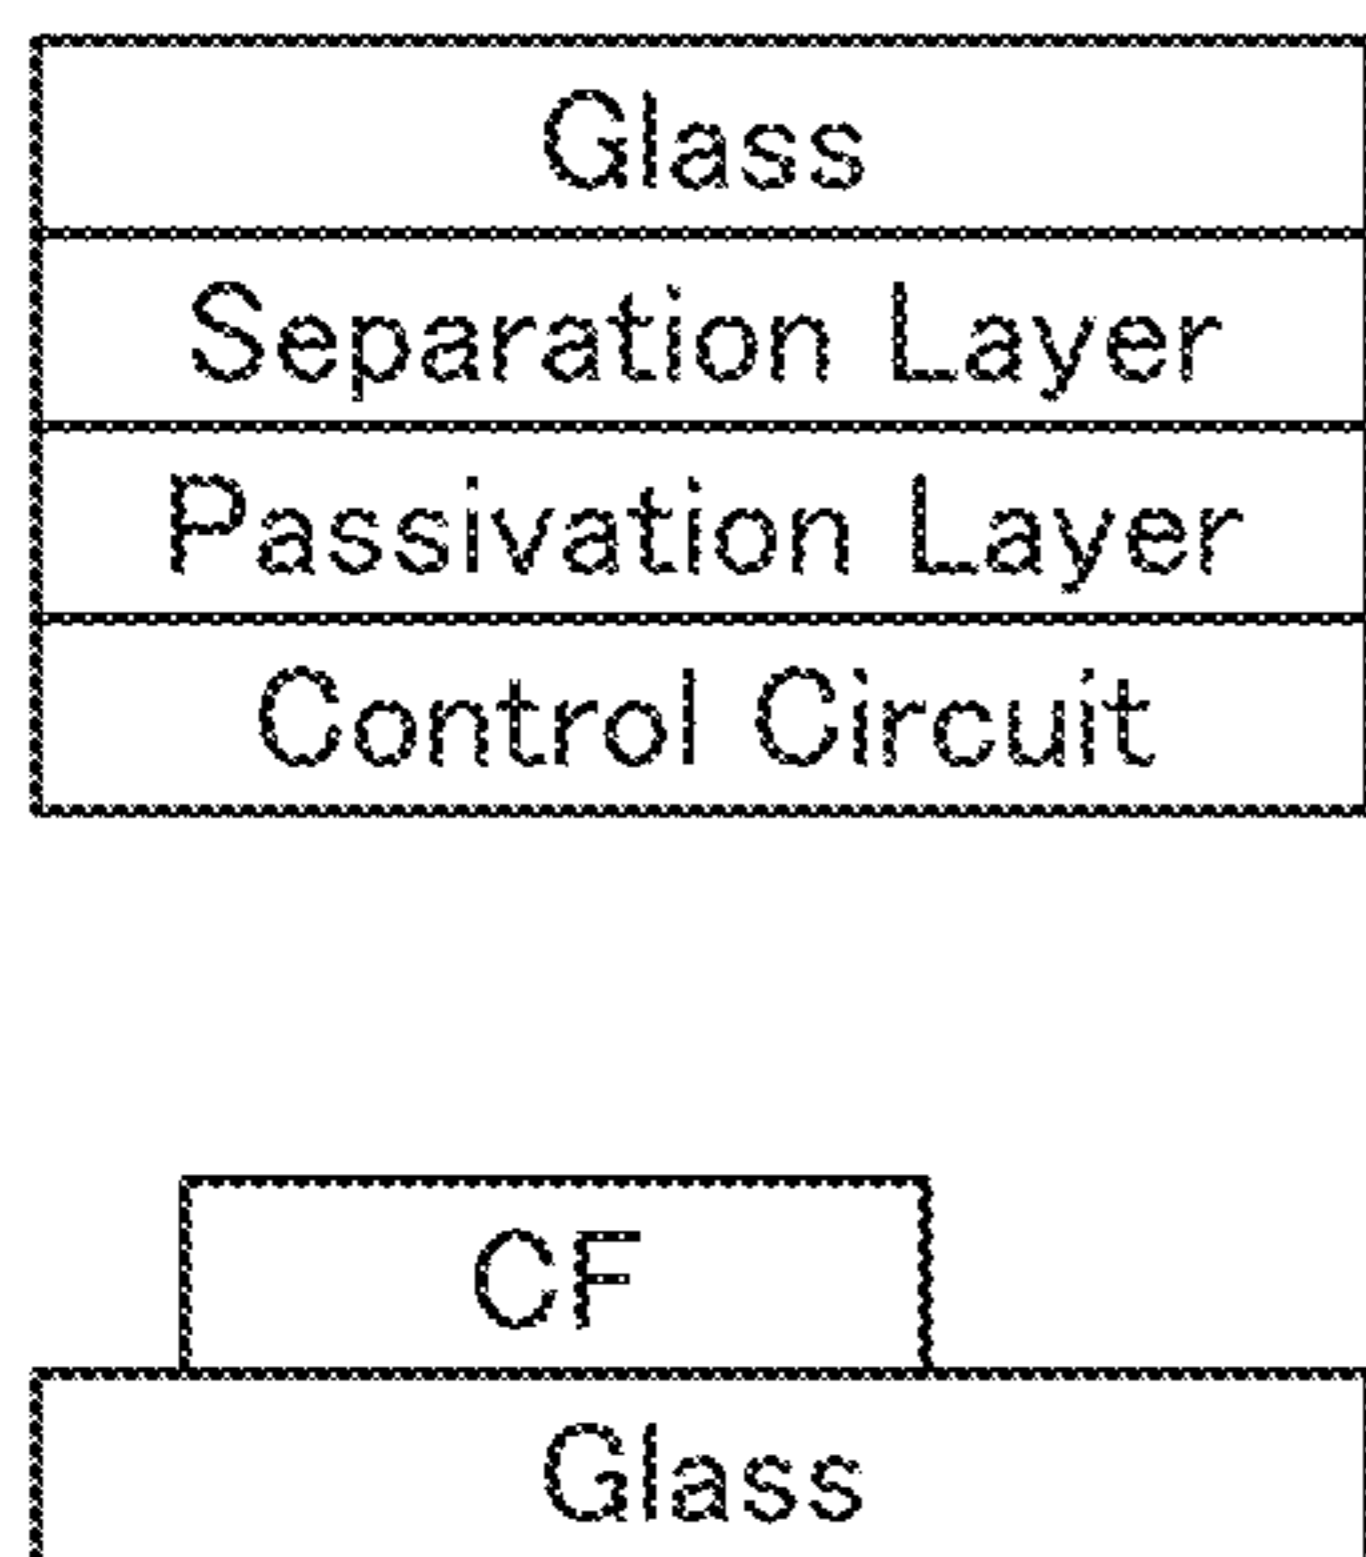 Glass
Separation Layer
Passivation Layer
Control Circuit
CF
Glass